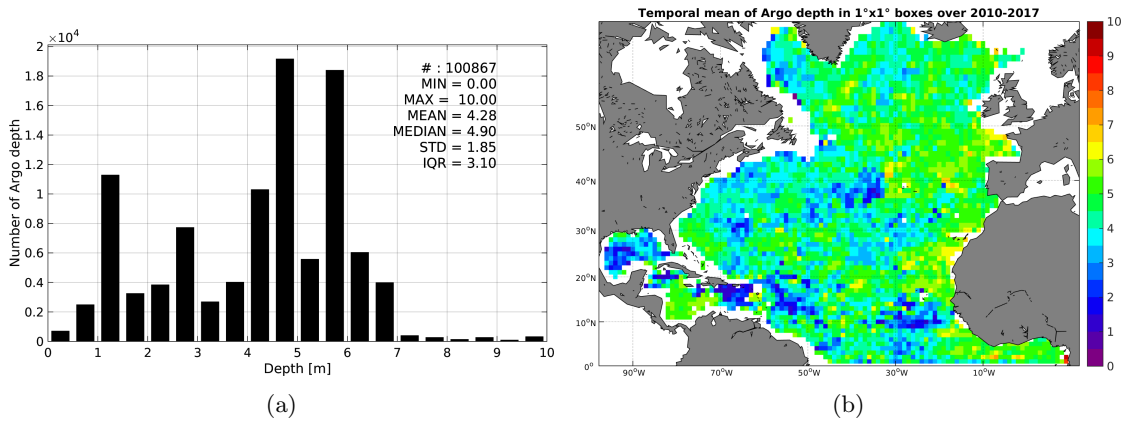 ×10⁴
2
1.8
1.6
1.4
1.2
1
0.8
0.6
0.4
0.2
0
Number of Argo depth
# : 100867
MIN = 0.00
MAX = 10.00
MEAN = 4.28
MEDIAN = 4.90
STD = 1.85
IQR = 3.10
0 1 2 3 4 5 6 7 8 9 10
Depth [m]
(a)
Temporal mean of Argo depth in 1°x1° boxes over 2010-2017
50°N
40°N
30°N
20°N
10°N
0°
90°W 70°W 50°W 30°W 10°W
10
9
8
7
6
5
4
3
2
1
0
(b)